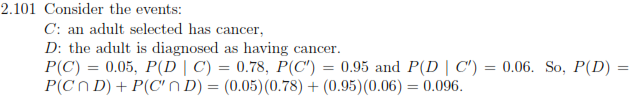 2.101 Consider the events:
C: an adult selected has cancer,
D: the adult is diagnosed as having cancer.
P(C) = 0.05, P(D | C) = 0.78, P(C′) = 0.95 and P(D | C′) = 0.06. So, P(D) =
P(C ∩ D) + P(C′ ∩ D) = (0.05)(0.78) + (0.95)(0.06) = 0.096.